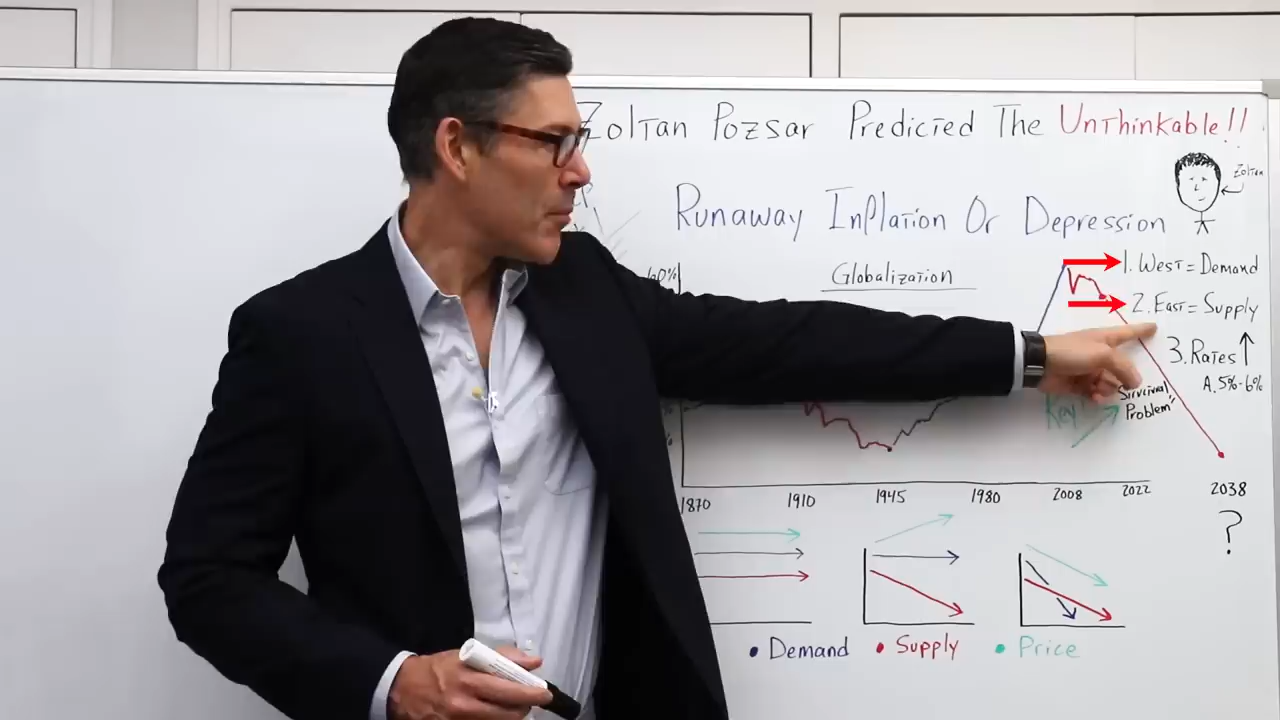 Zoltan Pozsar Predicted The Unthinkable!!
Zoltan
Runaway Inflation Or Depression
60%
Globalization
1. West = Demand
2. East = Supply
3. Rates
A. 5%-6%
Key
"Survival
Problem"
%
1870 1910 1945 1980 2008 2022 2038
?
Demand Supply Price